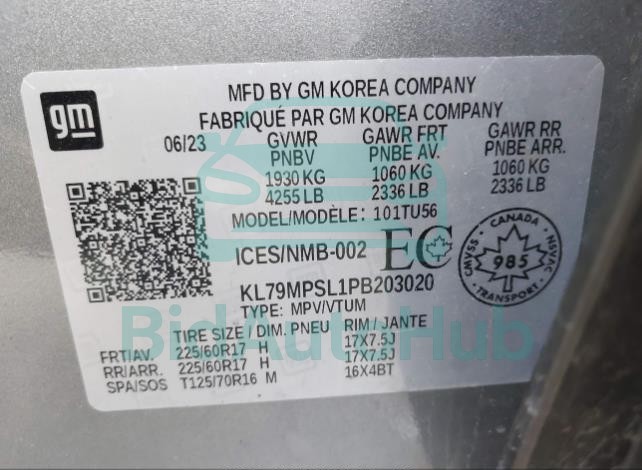 gm
MFD BY GM KOREA COMPANY
FABRIQUÉ PAR GM KOREA COMPANY
06/23 GVWR GAWR FRT GAWR RR
PNBV PNBE AV. PNBE ARR.
1930 KG 1060 KG 1060 KG
4255 LB 2336 LB 2336 LB
MODEL/MODÈLE: 101TU56
ICES/NMB-002 EC
CANADA
CMVSS 985 NSVAC
TRANSPORT
KL79MPSL1PB203020
TYPE: MPV/VTUM
TIRE SIZE / DIM. PNEU RIM / JANTE
FRT/AV. 225/60R17 H 17X7.5J
RR/ARR. 225/60R17 H 17X7.5J
SPA/SOS T125/70R16 M 16X4BT
BidAutoHub